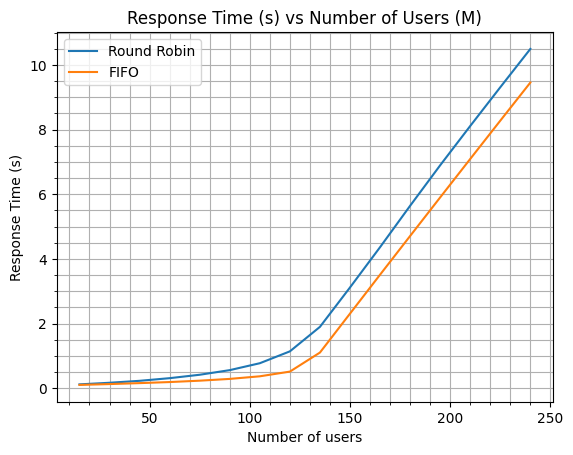 Response Time (s) vs Number of Users (M)
Round Robin
FIFO
Response Time (s)
10
8
6
4
2
0
50
100
150
200
250
Number of users